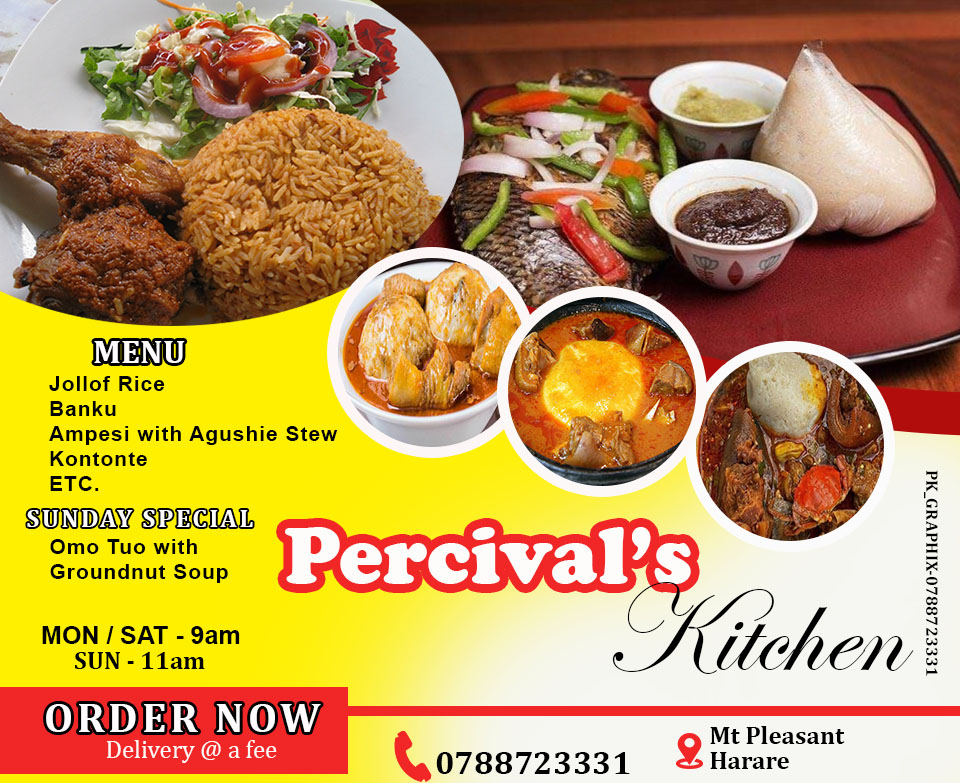 MENU
Jollof Rice
Banku
Ampesi with Agushie Stew
Kontonte
ETC.
SUNDAY SPECIAL
Omo Tuo with
Groundnut Soup
MON / SAT - 9am
SUN - 11am
Percival's
Kitchen
PK_GRAPHIX-0788723331
ORDER NOW
Delivery @ a fee
0788723331
Mt Pleasant
Harare